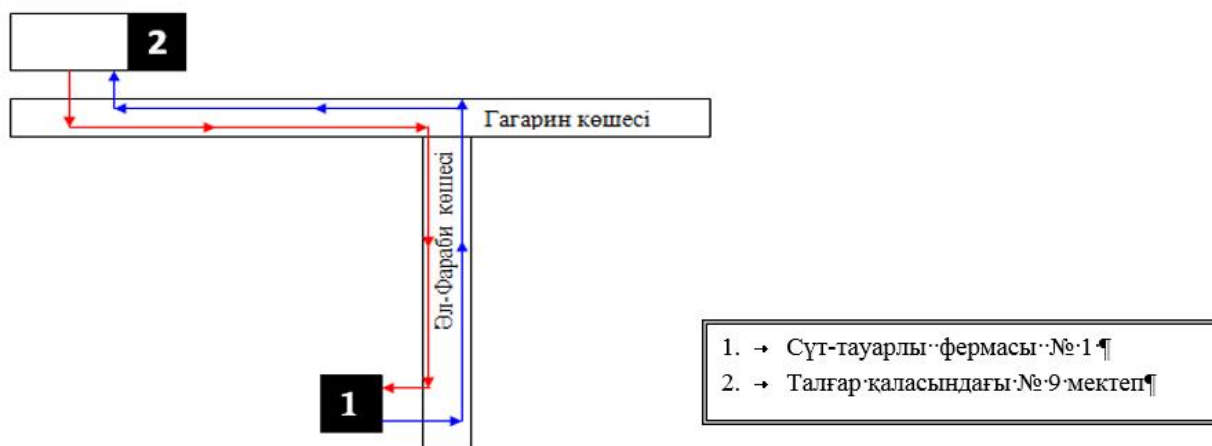 2
Гагарин көшесі
Әл-Фараби көшесі
1
1. → Сүт-тауарлы··фермасы··№·1·¶
2. → Талғар·қаласындағы·№·9·мектеп¶